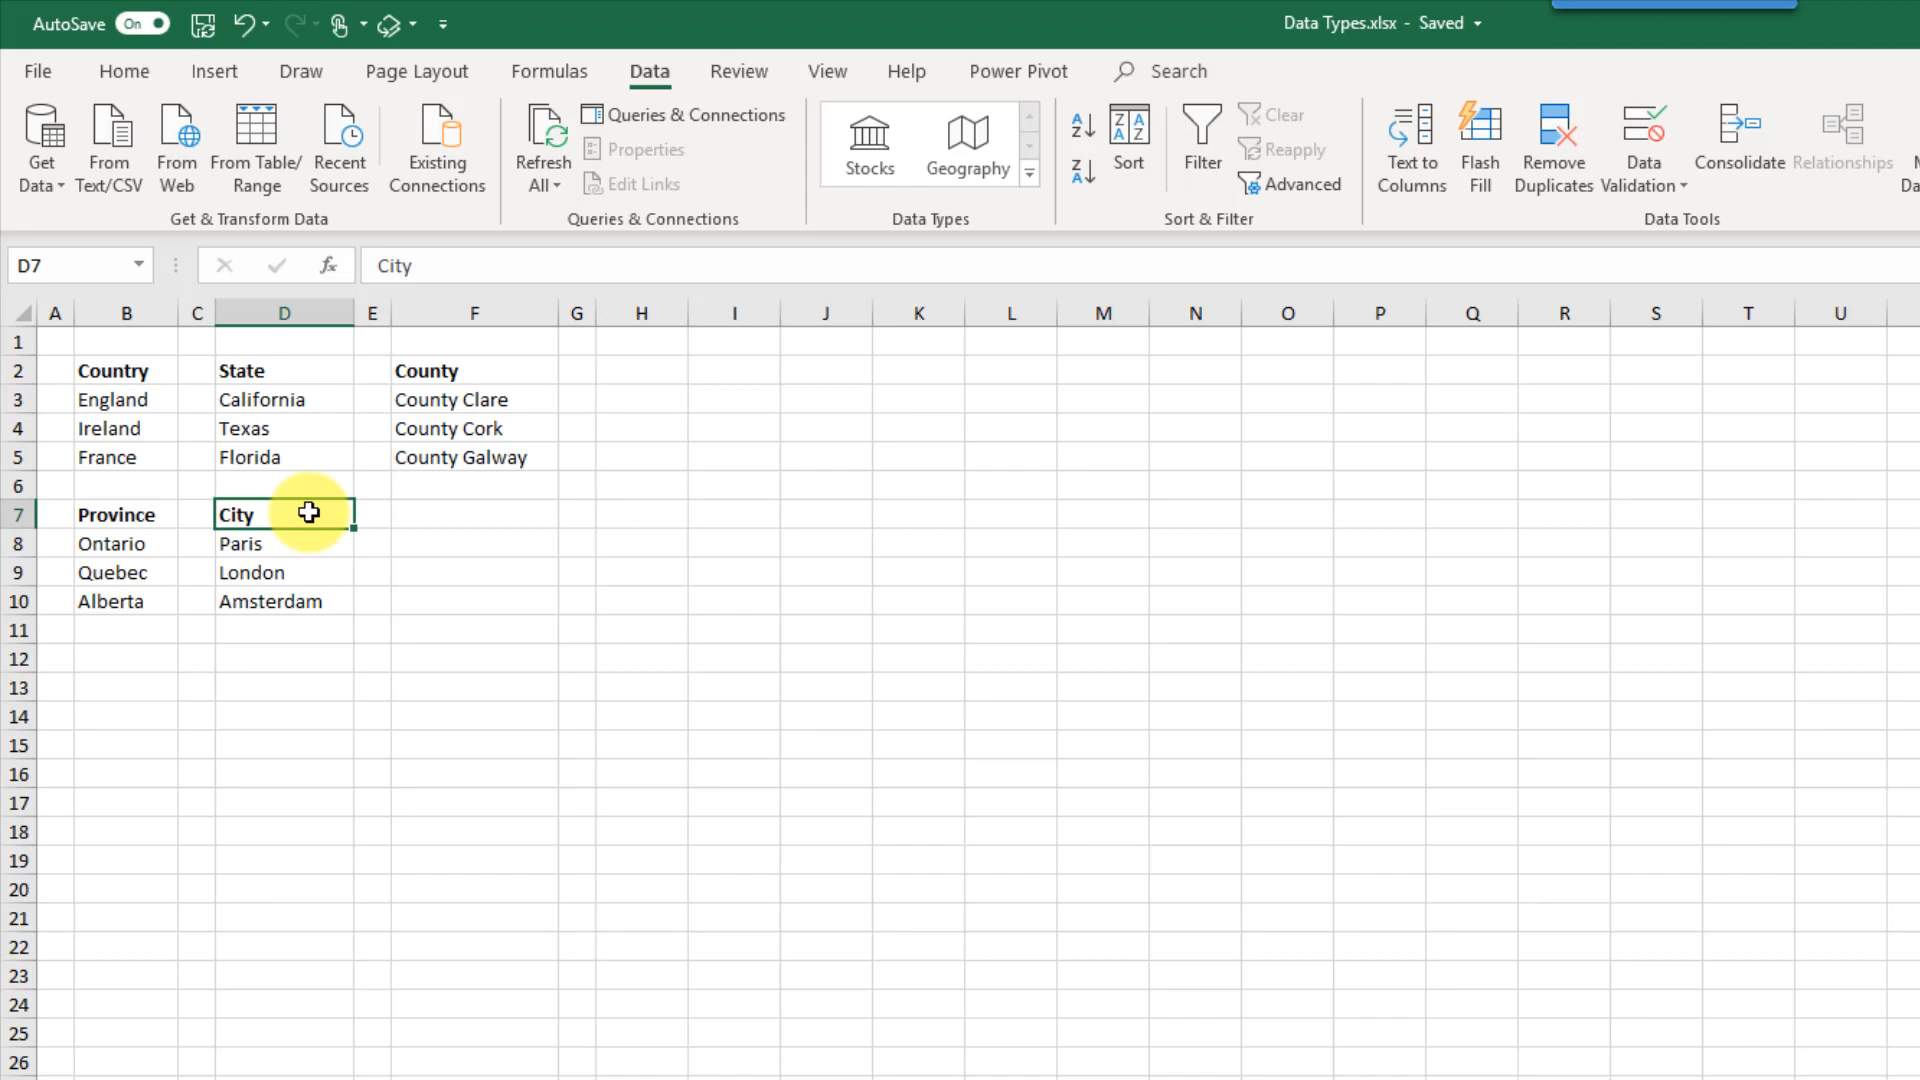 AutoSave On Data Types.xlsx - Saved
File Home Insert Draw Page Layout Formulas Data Review View Help Power Pivot Search
Get Data
From Text/CSV
From Web
From Table/ Range
Recent Sources
Existing Connections
Get & Transform Data
Refresh All
Queries & Connections
Properties
Edit Links
Queries & Connections
Stocks
Geography
Data Types
Sort
Filter
Clear
Reapply
Advanced
Sort & Filter
Text to Columns
Flash Fill
Remove Duplicates
Data Validation
Consolidate
Relationships
Data Tools
D7 fx City
A B C D E F G H I J K L M N O P Q R S T U
1
2 Country State County
3 England California County Clare
4 Ireland Texas County Cork
5 France Florida County Galway
6
7 Province City
8 Ontario Paris
9 Quebec London
10 Alberta Amsterdam
11
12
13
14
15
16
17
18
19
20
21
22
23
24
25
26